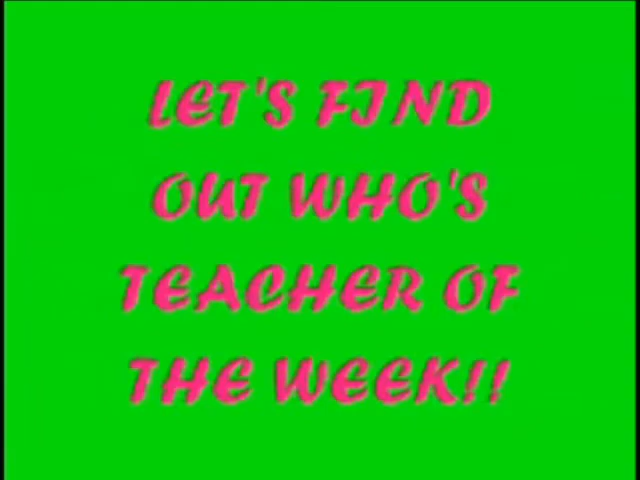 LET'S FIND
OUT WHO'S
TEACHER OF
THE WEEK!!